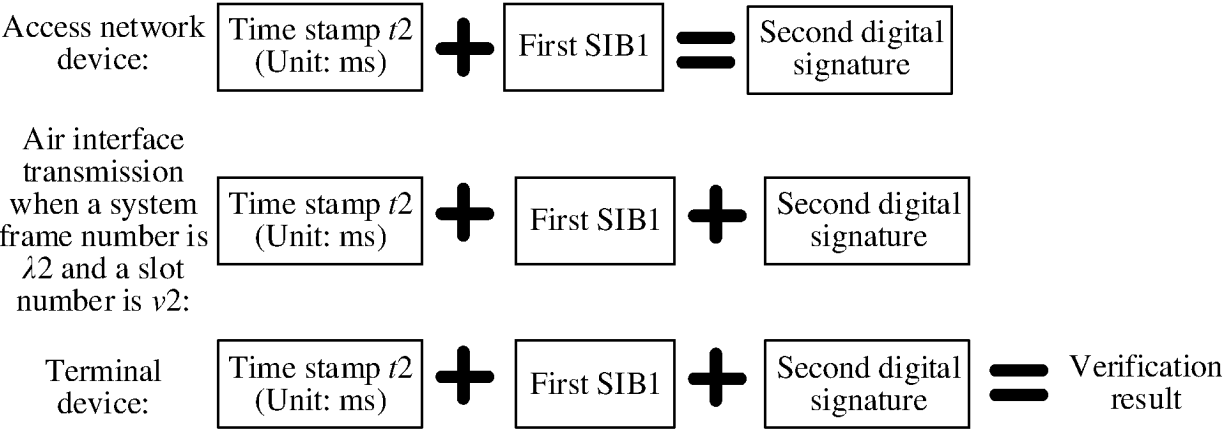 Access network
device:
Time stamp t2
(Unit: ms)
+
First SIB1
=
Second digital
signature
Air interface
transmission
when a system
frame number is
λ2 and a slot
number is v2:
Time stamp t2
(Unit: ms)
+
First SIB1
+
Second digital
signature
Terminal
device:
Time stamp t2
(Unit: ms)
+
First SIB1
+
Second digital
signature
=
Verification
result